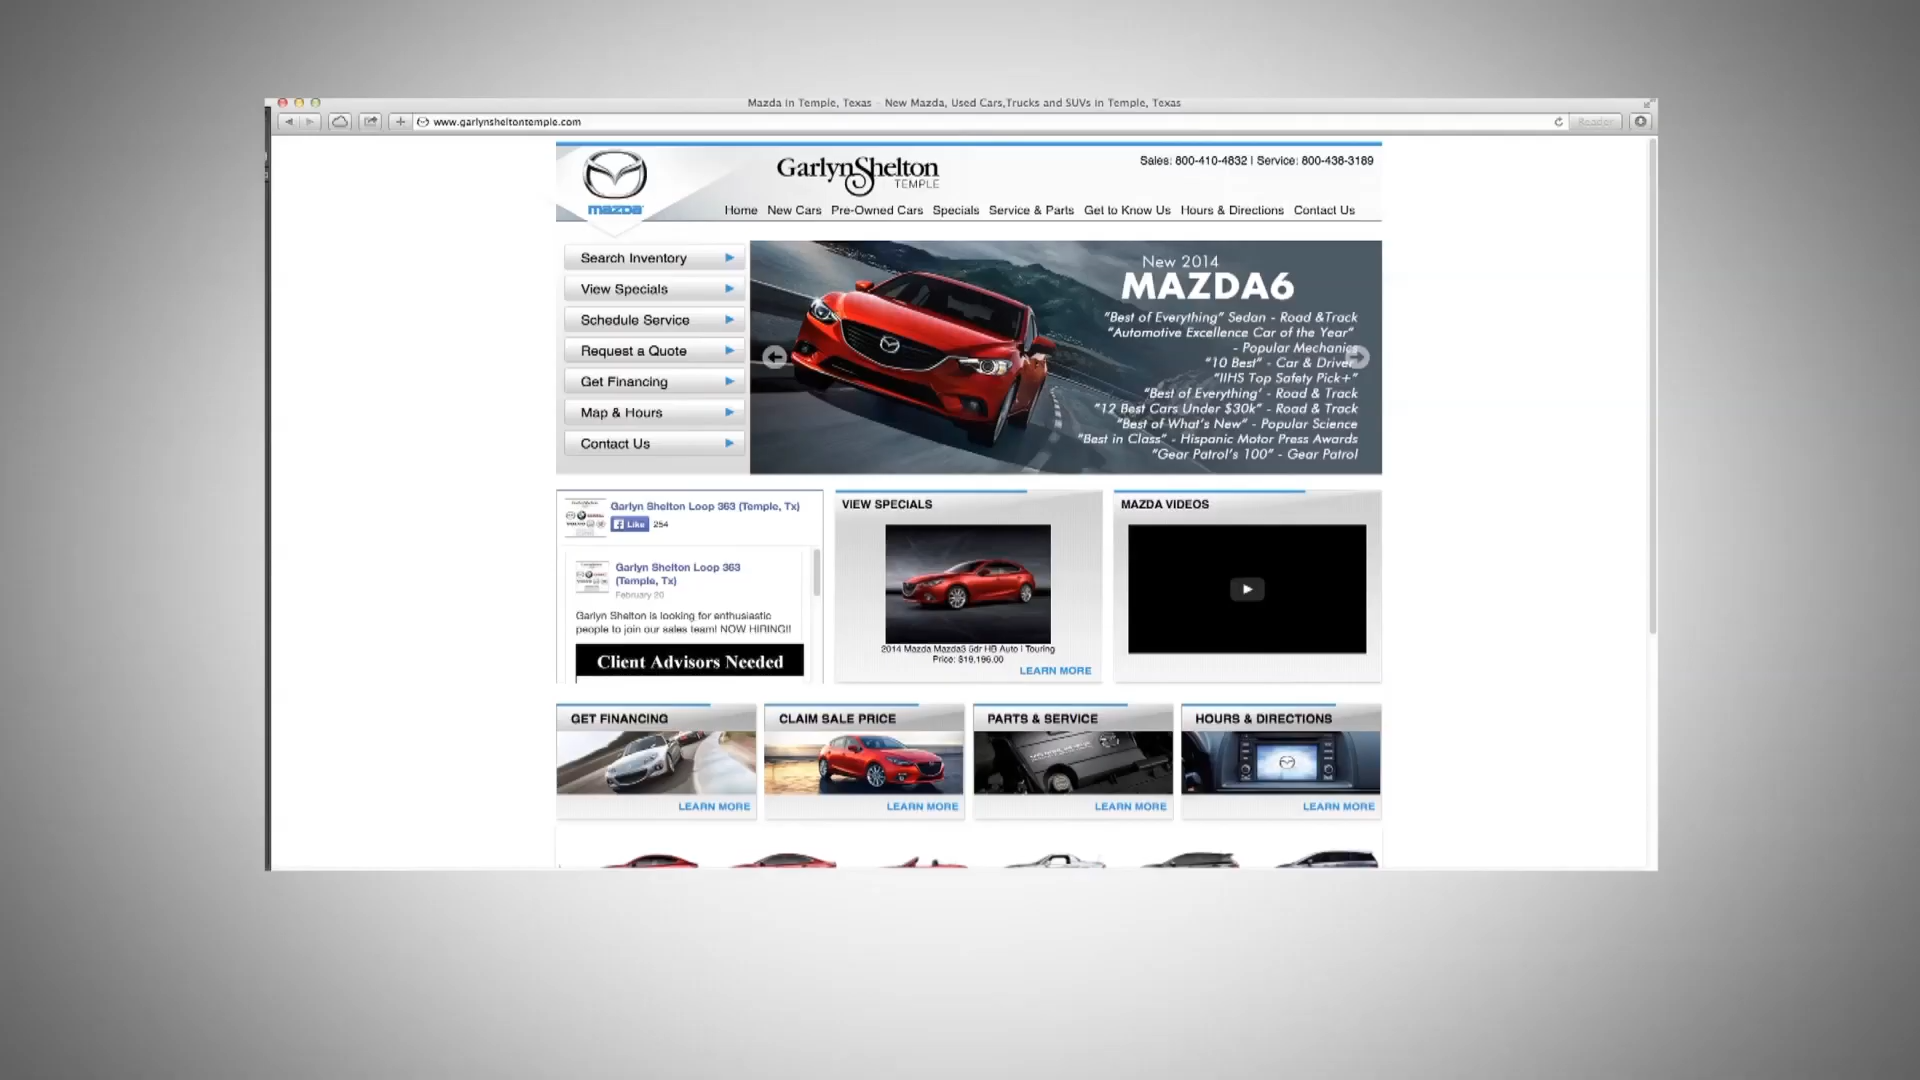 Mazda in Temple, Texas - New Mazda, Used Cars,Trucks and SUVs in Temple, Texas
www.garlynsheltontemple.com
Reader
Sales: 800-410-4832 | Service: 800-438-3189
GarlynShelton
TEMPLE
mazda
Home New Cars Pre-Owned Cars Specials Service & Parts Get to Know Us Hours & Directions Contact Us
Search Inventory
View Specials
Schedule Service
Request a Quote
Get Financing
Map & Hours
Contact Us
New 2014
MAZDA6
"Best of Everything" Sedan - Road &Track
"Automotive Excellence Car of the Year"
- Popular Mechanics
"10 Best" - Car & Driver
"IIHS Top Safety Pick+"
"Best of Everything' - Road & Track
"12 Best Cars Under $30k" - Road & Track
"Best of What's New" - Popular Science
"Best in Class" - Hispanic Motor Press Awards
"Gear Patrol's 100" - Gear Patrol
Garlyn Shelton Loop 363 (Temple, Tx)
Like 254
Garlyn Shelton Loop 363
(Temple, Tx)
February 20
Garlyn Shelton is looking for enthusiastic
people to join our sales team! NOW HIRING!!
Client Advisors Needed
VIEW SPECIALS
2014 Mazda Mazda3 5dr HB Auto i Touring
Price: $19,196.00
LEARN MORE
MAZDA VIDEOS
GET FINANCING
LEARN MORE
CLAIM SALE PRICE
LEARN MORE
PARTS & SERVICE
LEARN MORE
HOURS & DIRECTIONS
LEARN MORE